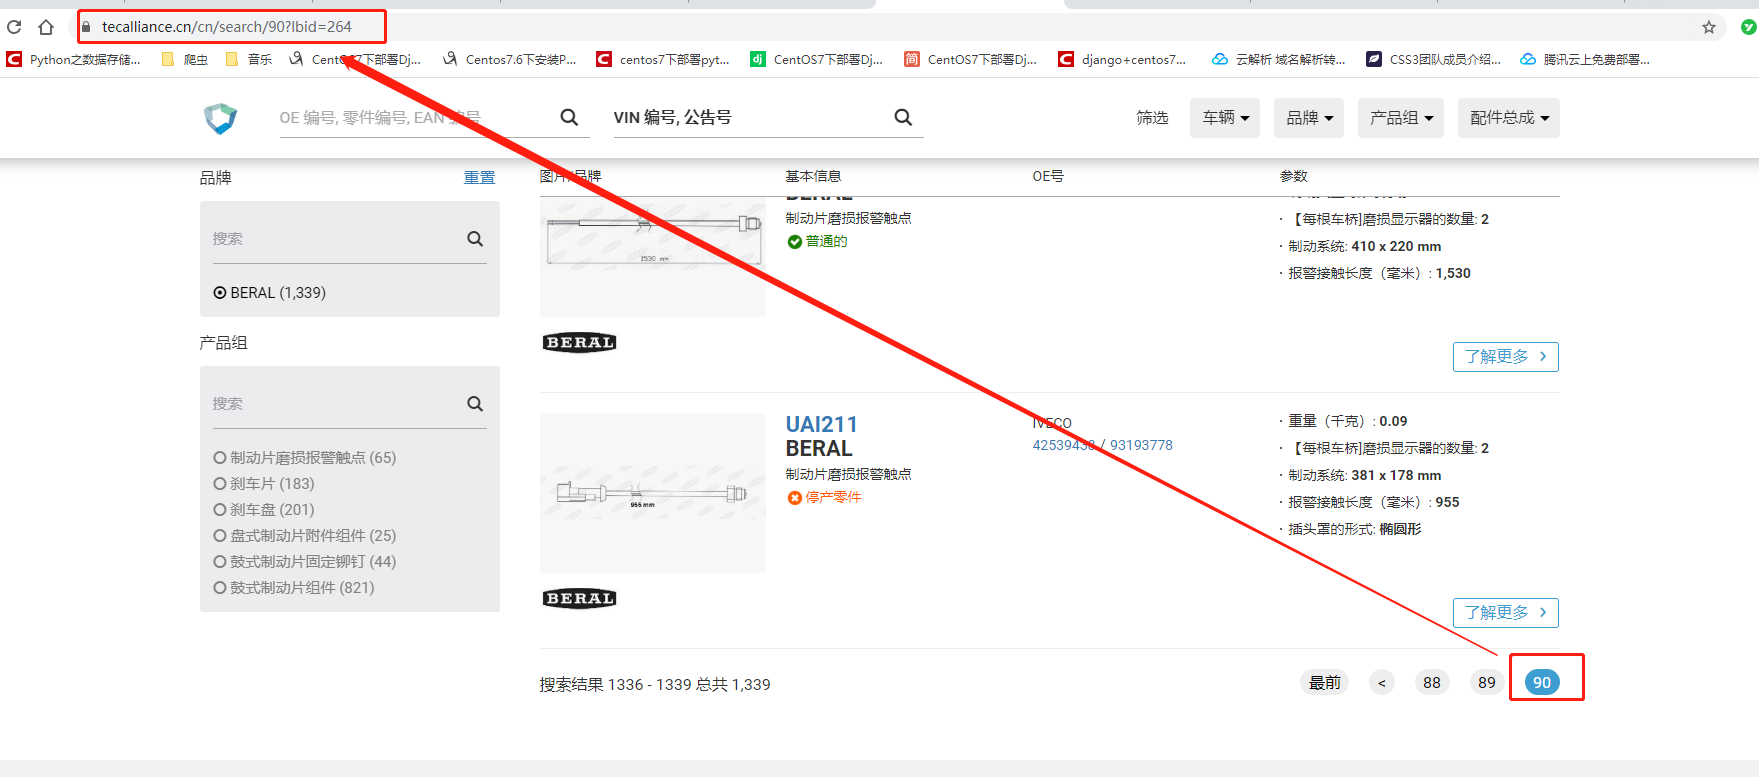 tecalliance.cn/cn/search/90?lbid=264
Python之数据存储... 爬虫 音乐 CentOS7下部署Dj... Centos7.6下安装P... centos7下部署pyt... CentOS7下部署Dj... CentOS7下部署Dj... django+centos7... 云解析 域名解析转... CSS3团队成员介绍... 腾讯云上免费部署...
OE 编号, 零件编号, EAN 编号 VIN 编号, 公告号 筛选 车辆 品牌 产品组 配件总成
品牌 重置 图片/品牌 基本信息 OE号 参数
BERAL
制动片磨损报警触点
普通的
· 【每根车桥]磨损显示器的数量: 2
· 制动系统: 410 x 220 mm
· 报警接触长度（毫米）: 1,530
1530 mm
BERAL
了解更多 >
搜索
BERAL (1,339)
产品组
搜索
制动片磨损报警触点 (65)
刹车片 (183)
刹车盘 (201)
盘式制动片附件组件 (25)
鼓式制动片固定铆钉 (44)
鼓式制动片组件 (821)
UAI211
BERAL
制动片磨损报警触点
停产零件
IVECO
42539438 / 93193778
· 重量（千克）: 0.09
· 【每根车桥]磨损显示器的数量: 2
· 制动系统: 381 x 178 mm
· 报警接触长度（毫米）: 955
· 插头罩的形式: 椭圆形
955 mm
BERAL
了解更多 >
搜索结果 1336 - 1339 总共 1,339
最前 < 88 89 90